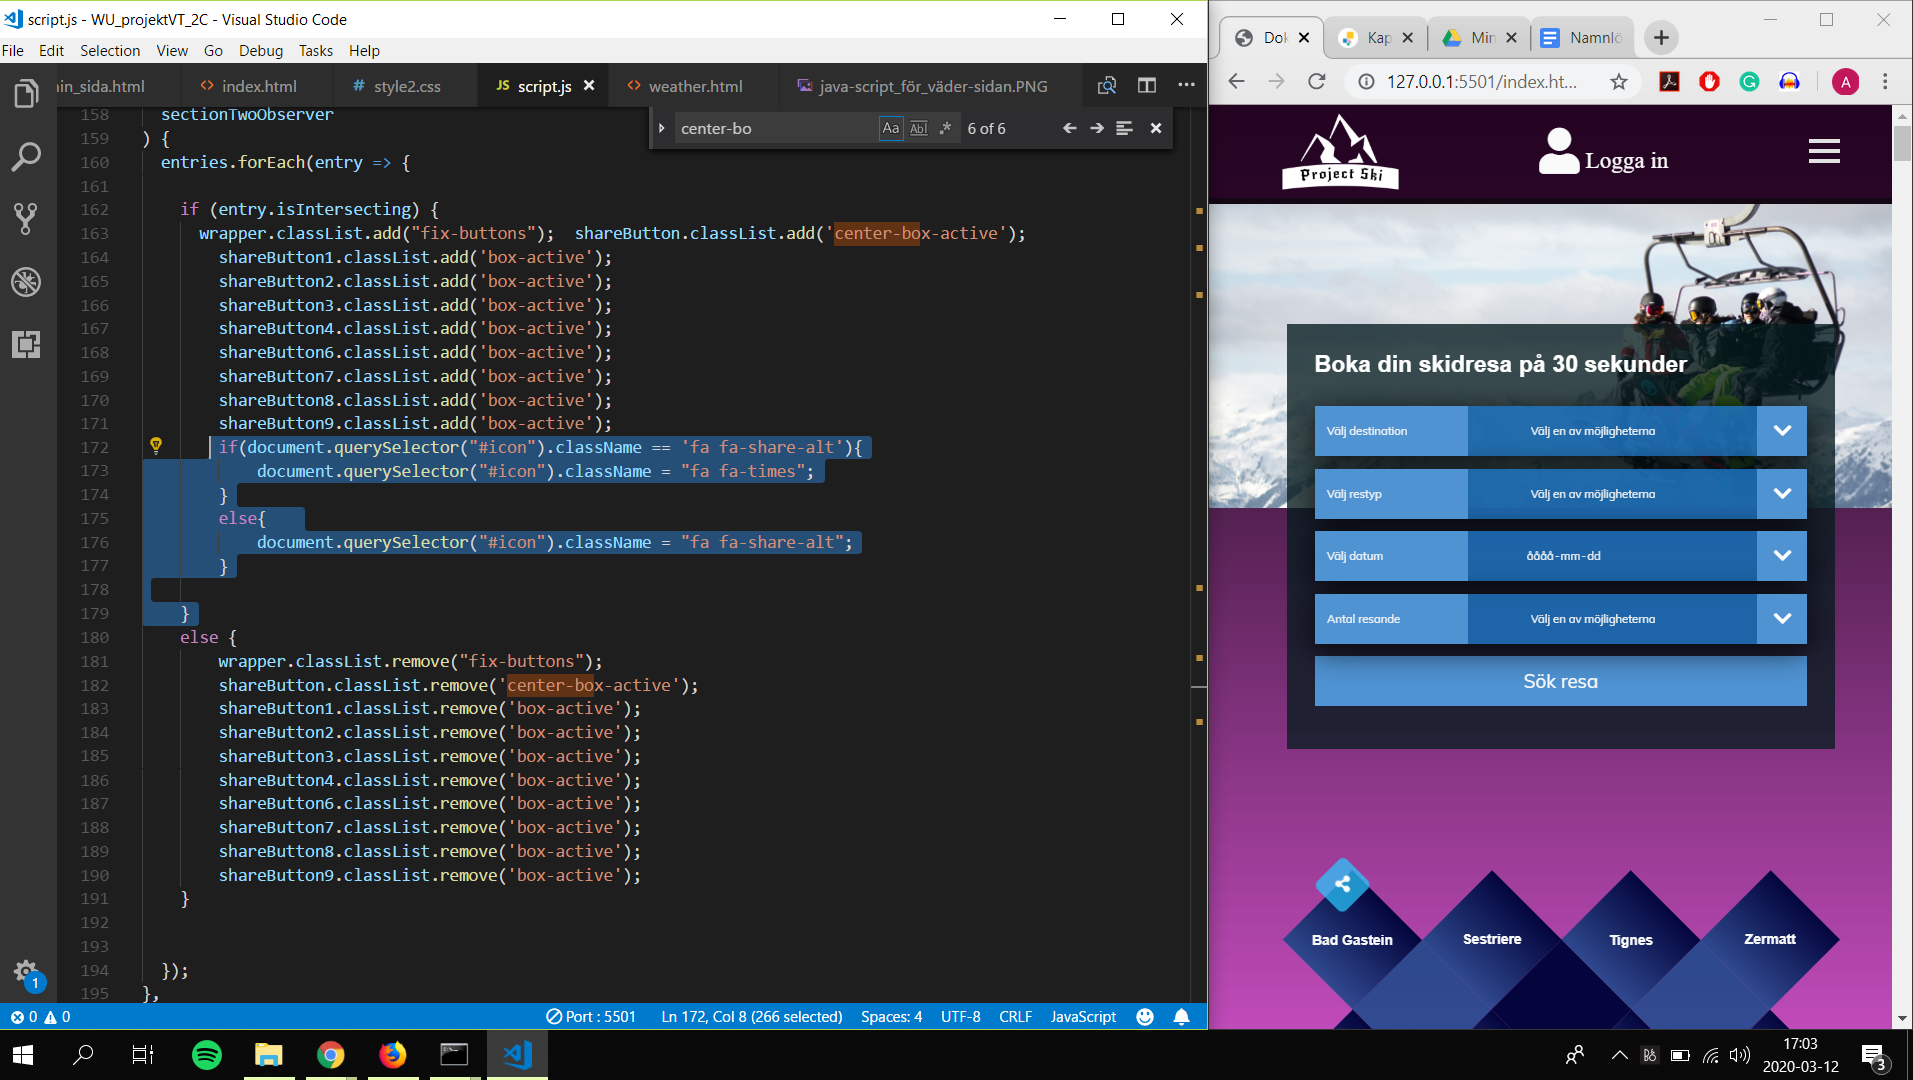 script.js - WU_projektVT_2C - Visual Studio Code
File Edit Selection View Go Debug Tasks Help
in_sida.html index.html # style2.css JS script.js weather.html java-script_för_väder-sidan.PNG
center-bo Aa Abl .* 6 of 6
158 sectionTwoObserver
159 ) {
160 entries.forEach(entry => {
161
162 if (entry.isIntersecting) {
163 wrapper.classList.add("fix-buttons"); shareButton.classList.add('center-box-active');
164 shareButton1.classList.add('box-active');
165 shareButton2.classList.add('box-active');
166 shareButton3.classList.add('box-active');
167 shareButton4.classList.add('box-active');
168 shareButton6.classList.add('box-active');
169 shareButton7.classList.add('box-active');
170 shareButton8.classList.add('box-active');
171 shareButton9.classList.add('box-active');
172 if(document.querySelector("#icon").className == 'fa fa-share-alt'){
173 document.querySelector("#icon").className = "fa fa-times";
174 }
175 else{
176 document.querySelector("#icon").className = "fa fa-share-alt";
177 }
178
179 }
180 else {
181 wrapper.classList.remove("fix-buttons");
182 shareButton.classList.remove('center-box-active');
183 shareButton1.classList.remove('box-active');
184 shareButton2.classList.remove('box-active');
185 shareButton3.classList.remove('box-active');
186 shareButton4.classList.remove('box-active');
187 shareButton6.classList.remove('box-active');
188 shareButton7.classList.remove('box-active');
189 shareButton8.classList.remove('box-active');
190 shareButton9.classList.remove('box-active');
191 }
192
193
194 });
195 },
1
0 0 Port : 5501 Ln 172, Col 8 (266 selected) Spaces: 4 UTF-8 CRLF JavaScript
Dok Kap Min Namnlö
127.0.0.1:5501/index.ht... A
Project Ski
Logga in
Boka din skidresa på 30 sekunder
Välj destination Välj en av möjligheterna
Välj restyp Välj en av möjligheterna
Välj datum åååå-mm-dd
Antal resande Välj en av möjligheterna
Sök resa
Bad Gastein Sestriere Tignes Zermatt
17:03
2020-03-12
3